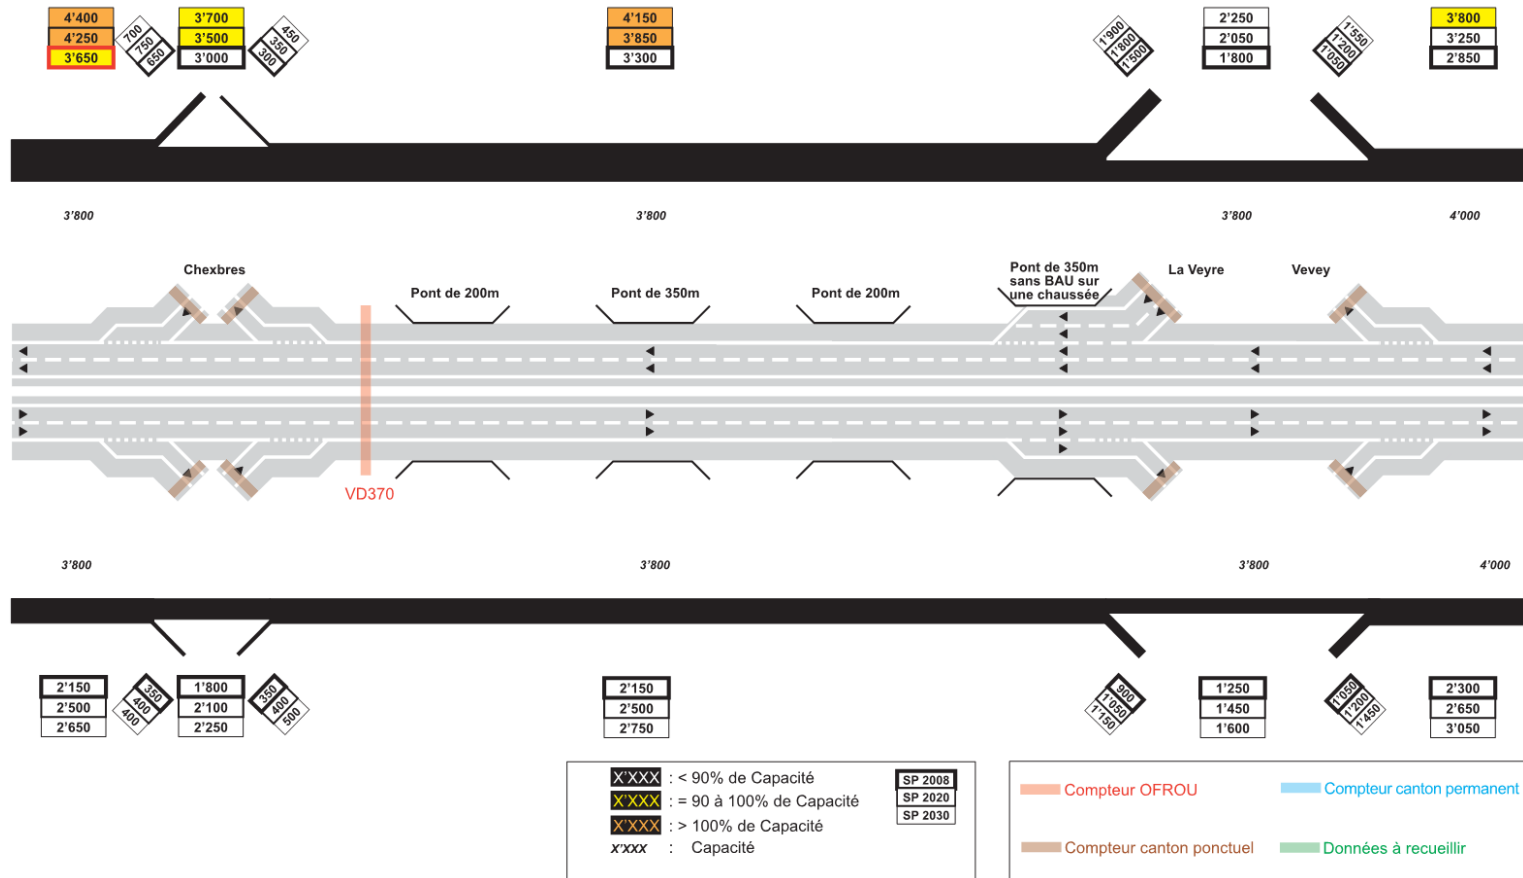 4'400
4'250
3'650
700
750
650
3'700
3'500
3'000
450
350
300
4'150
3'850
3'300
1'900
1'800
1'500
2'250
2'050
1'800
1'550
1'200
1'050
3'800
3'250
2'850
3'800
3'800
3'800
4'000
Chexbres
Pont de 200m
Pont de 350m
Pont de 200m
Pont de 350m
sans BAU sur
une chaussée
La Veyre
Vevey
VD370
3'800
3'800
3'800
4'000
2'150
2'500
2'650
350
400
400
1'800
2'100
2'250
350
400
500
2'150
2'500
2'750
900
1'050
1'150
1'250
1'450
1'600
1'050
1'200
1'450
2'300
2'650
3'050
X'XXX : < 90% de Capacité
X'XXX : = 90 à 100% de Capacité
X'XXX : > 100% de Capacité
X'XXX : Capacité
SP 2008
SP 2020
SP 2030
Compteur OFROU
Compteur canton permanent
Compteur canton ponctuel
Données à recueillir